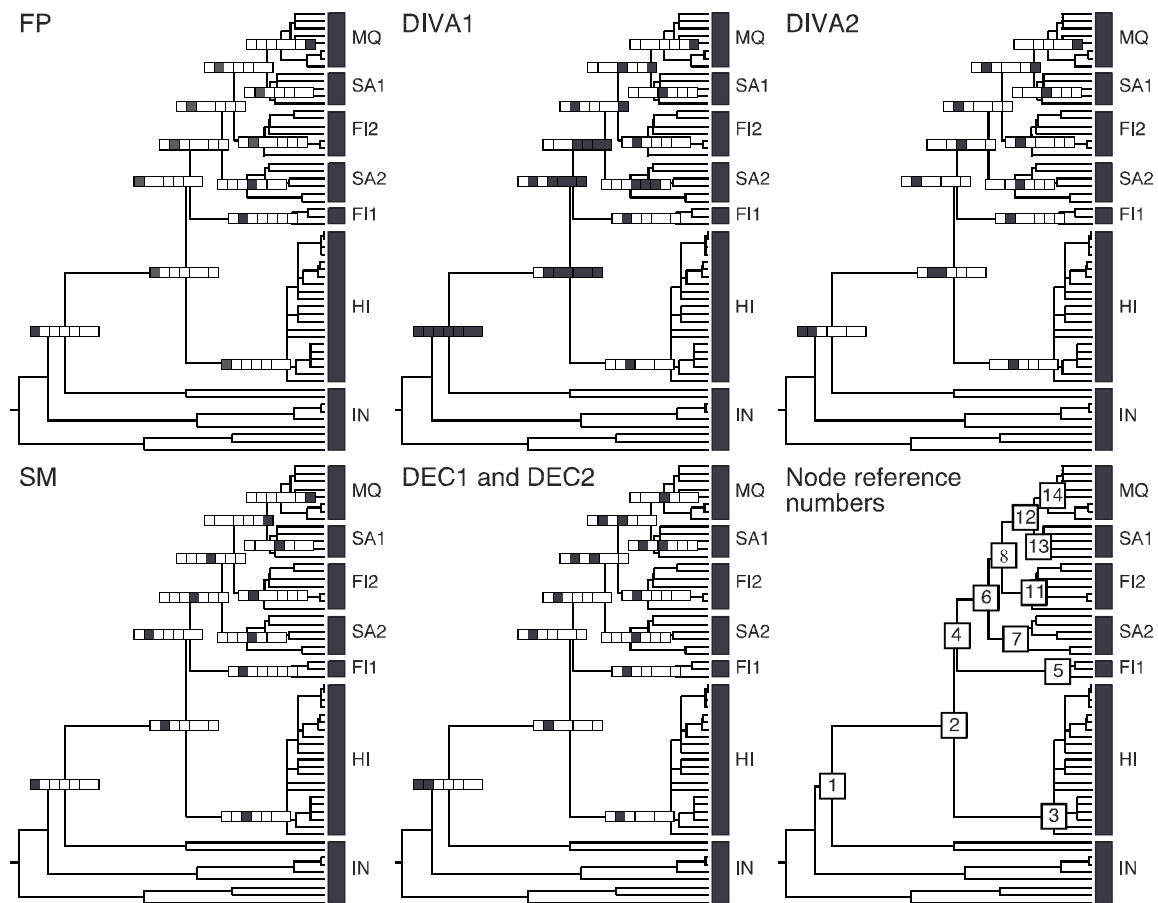 FP
MQ
SA1
FI2
SA2
FI1
HI
IN
DIVA1
MQ
SA1
FI2
SA2
FI1
HI
IN
DIVA2
MQ
SA1
FI2
SA2
FI1
HI
IN
SM
MQ
SA1
FI2
SA2
FI1
HI
IN
DEC1 and DEC2
MQ
SA1
FI2
SA2
FI1
HI
IN
Node reference
numbers
14
12
13
8
11
6
4
7
5
2
1
3
MQ
SA1
FI2
SA2
FI1
HI
IN